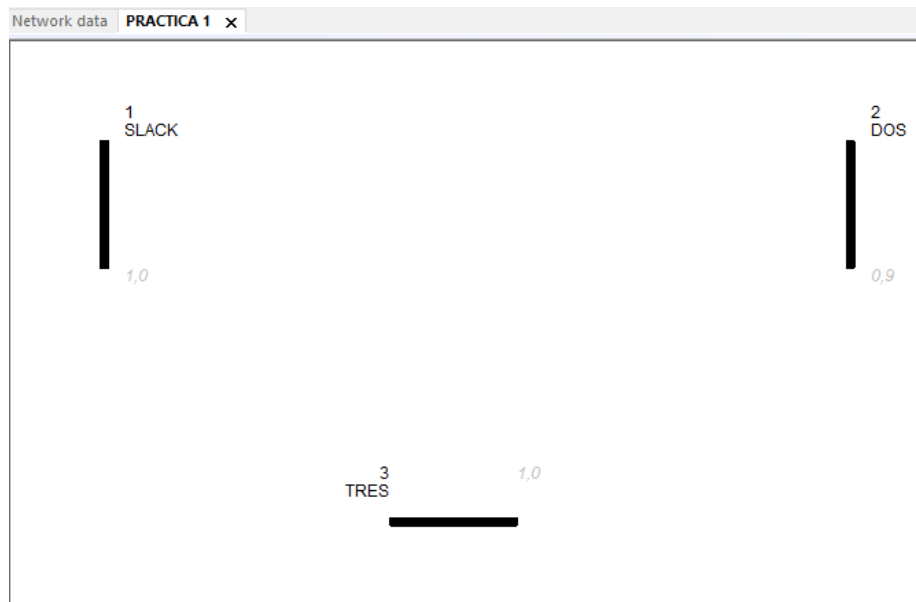 Network data PRACTICA 1 x
1
SLACK
1,0
2
DOS
0,9
3
TRES
1,0